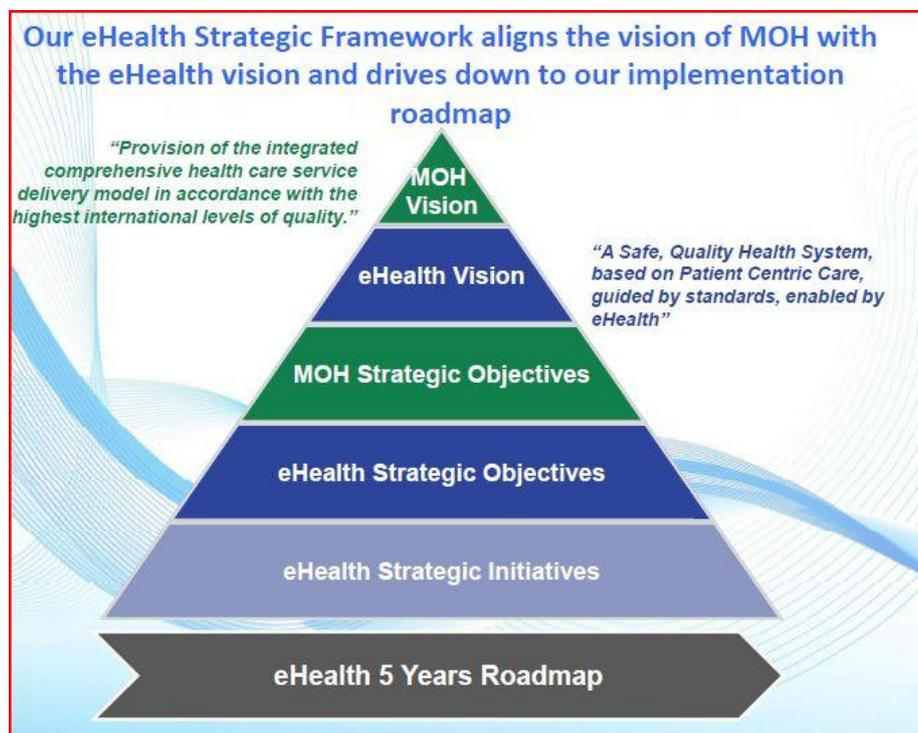 Our eHealth Strategic Framework aligns the vision of MOH with
the eHealth vision and drives down to our implementation
roadmap
“Provision of the integrated
comprehensive health care service
delivery model in accordance with the
highest international levels of quality.”
MOH
Vision
eHealth Vision
“A Safe, Quality Health System,
based on Patient Centric Care,
guided by standards, enabled by
eHealth”
MOH Strategic Objectives
eHealth Strategic Objectives
eHealth Strategic Initiatives
eHealth 5 Years Roadmap